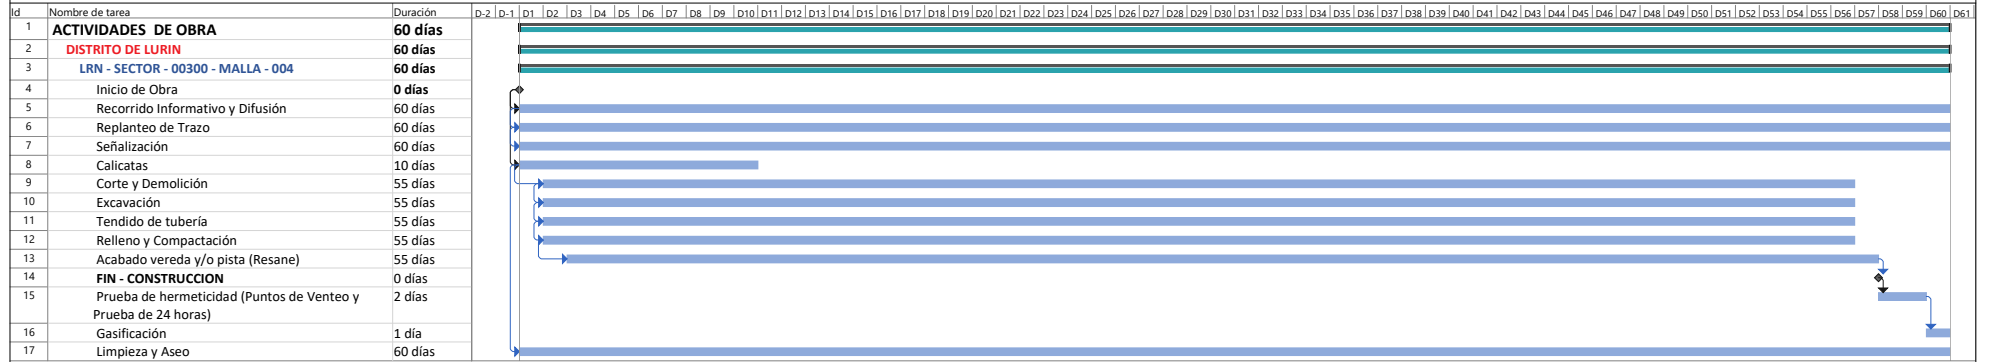 Id Nombre de tarea Duración D-2 D-1 D1 D2 D3 D4 D5 D6 D7 D8 D9 D10 D11 D12 D13 D14 D15 D16 D17 D18 D19 D20 D21 D22 D23 D24 D25 D26 D27 D28 D29 D30 D31 D32 D33 D34 D35 D36 D37 D38 D39 D40 D41 D42 D43 D44 D45 D46 D47 D48 D49 D50 D51 D52 D53 D54 D55 D56 D57 D58 D59 D60 D61
1 ACTIVIDADES DE OBRA 60 días
2 DISTRITO DE LURIN 60 días
3 LRN - SECTOR - 00300 - MALLA - 004 60 días
4 Inicio de Obra 0 días
5 Recorrido Informativo y Difusión 60 días
6 Replanteo de Trazo 60 días
7 Señalización 60 días
8 Calicatas 10 días
9 Corte y Demolición 55 días
10 Excavación 55 días
11 Tendido de tubería 55 días
12 Relleno y Compactación 55 días
13 Acabado vereda y/o pista (Resane) 55 días
14 FIN - CONSTRUCCION 0 días
15 Prueba de hermeticidad (Puntos de Venteo y 2 días
Prueba de 24 horas)
16 Gasificación 1 día
17 Limpieza y Aseo 60 días